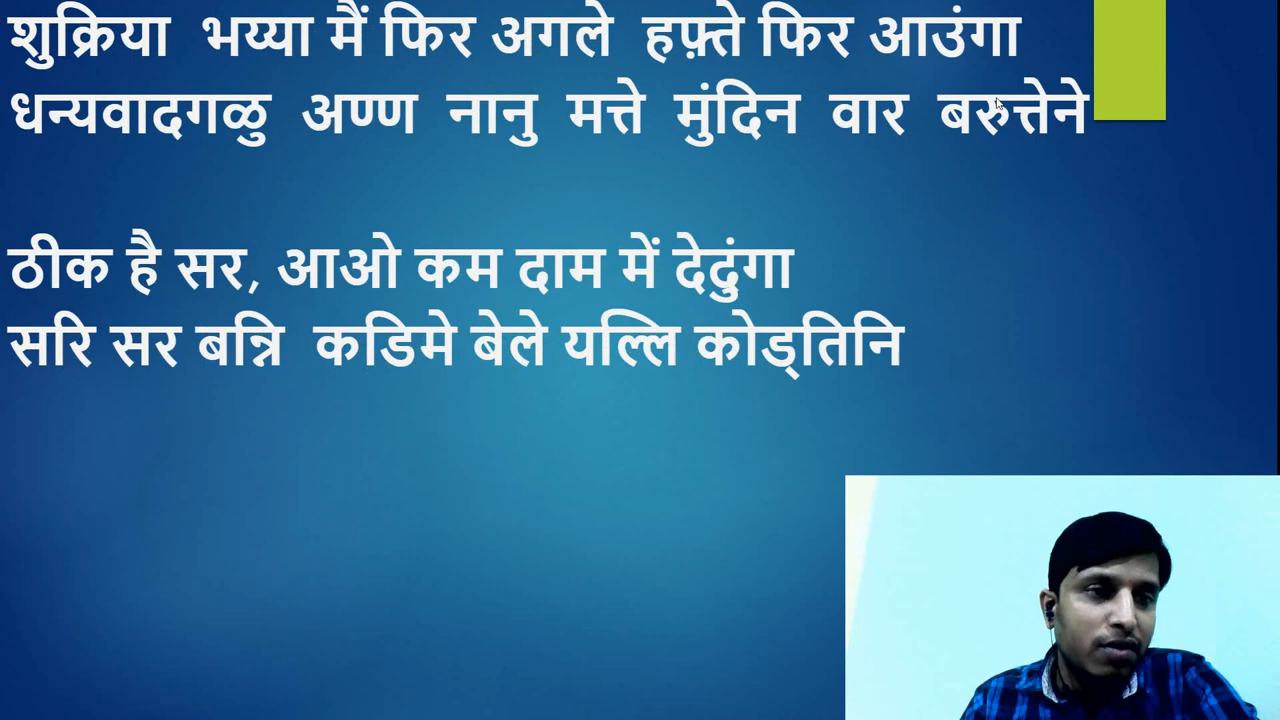 शुक्रिया भय्या मैं फिर अगले हफ़्ते फिर आउंगा
धन्यवादगळु अण्ण नानु मत्ते मुंदिन वार बरुत्तेने
ठीक है सर, आओ कम दाम में देदुंगा
सरि सर बन्नि कडिमे बेले यल्लि कोड्तिनि